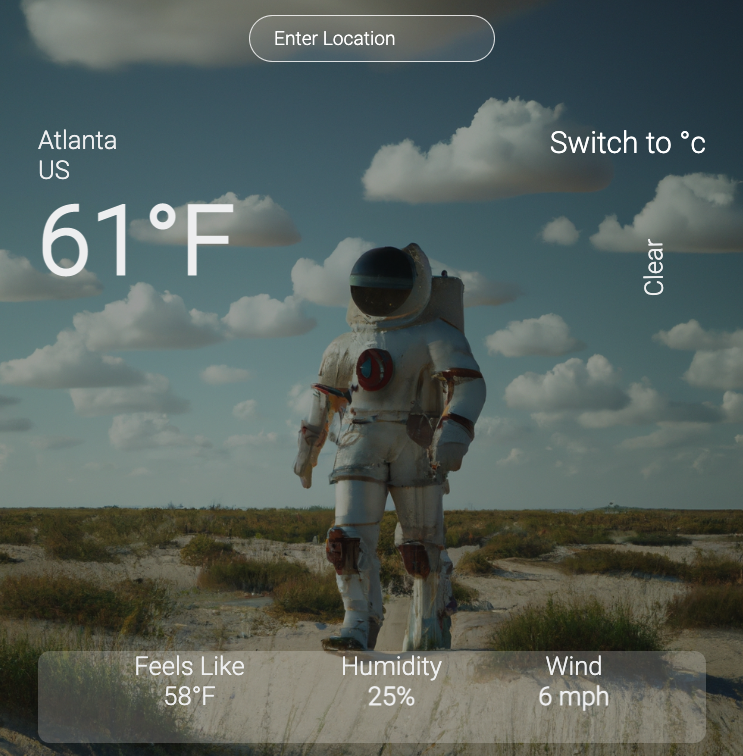 Enter Location
Atlanta
US
Switch to °c
61°F
Clear
Feels Like
58°F
Humidity
25%
Wind
6 mph